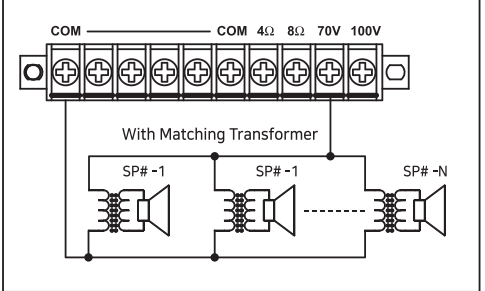 COM COM 4Ω 8Ω 70V 100V
With Matching Transformer
SP# -1 SP# -1 SP# -N